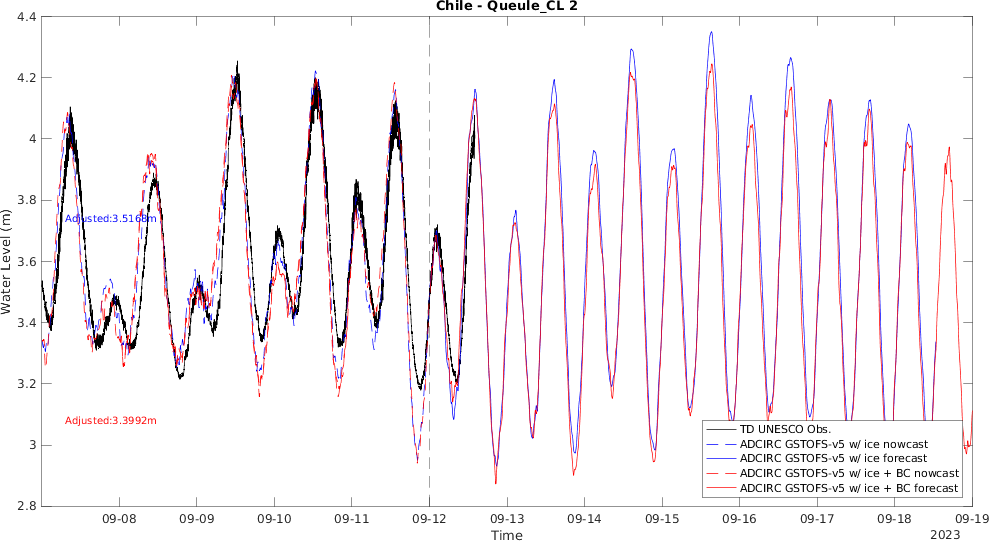 Chile - Queule_CL 2
4.4
4.2
4
3.8
3.6
3.4
3.2
3
2.8
Water Level (m)
Adjusted:3.5168m
Adjusted:3.3992m
TD UNESCO Obs.
ADCIRC GSTOFS-v5 w/ ice nowcast
ADCIRC GSTOFS-v5 w/ ice forecast
ADCIRC GSTOFS-v5 w/ ice + BC nowcast
ADCIRC GSTOFS-v5 w/ ice + BC forecast
09-08 09-09 09-10 09-11 09-12 09-13 09-14 09-15 09-16 09-17 09-18 09-19
Time
2023